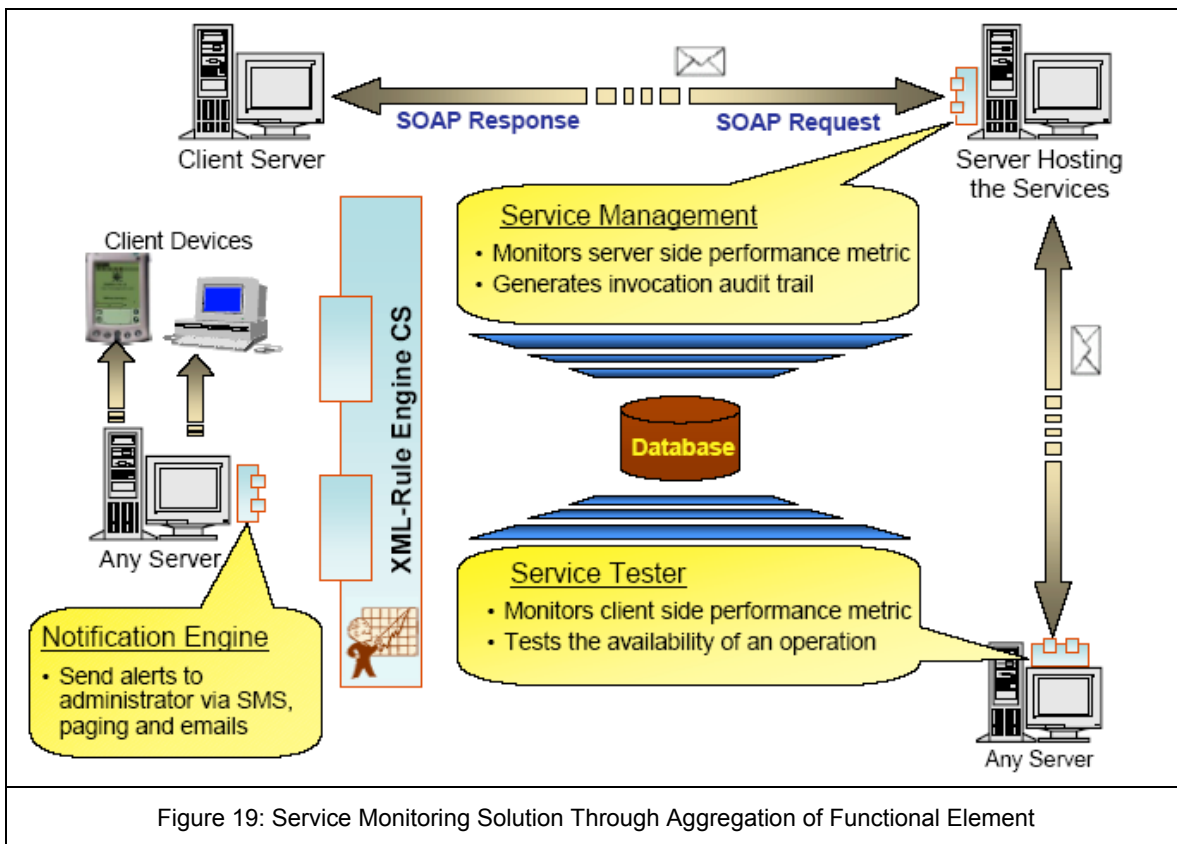 SOAP Response
SOAP Request
Client Server
Server Hosting
the Services
Service Management
• Monitors server side performance metric
• Generates invocation audit trail
Client Devices
XML-Rule Engine CS
Database
Any Server
Service Tester
• Monitors client side performance metric
• Tests the availability of an operation
Notification Engine
• Send alerts to
administrator via SMS,
paging and emails
Any Server
Figure 19: Service Monitoring Solution Through Aggregation of Functional Element